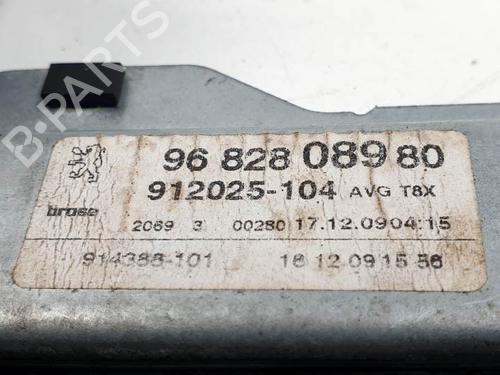 96 828 089 80
912025-104 AVG T8X
brose 2069 3 00280 17.12.09 04:15
914388-101 16 12 09 15 56
B-PARTS